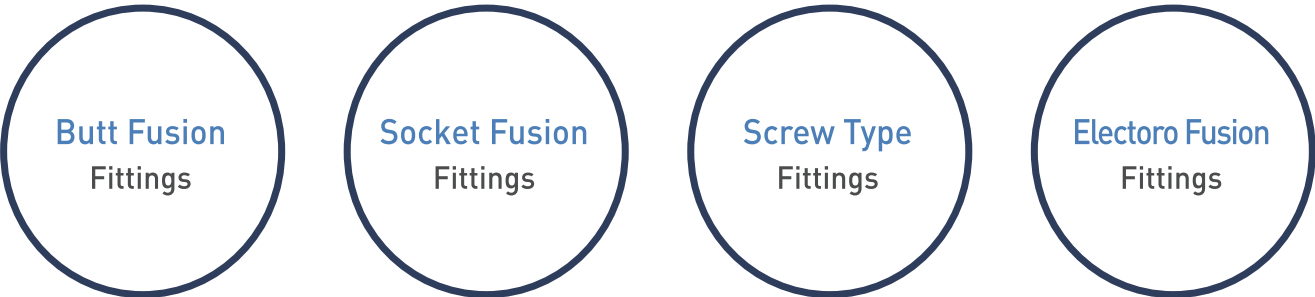 Butt Fusion
Fittings
Socket Fusion
Fittings
Screw Type
Fittings
Electoro Fusion
Fittings